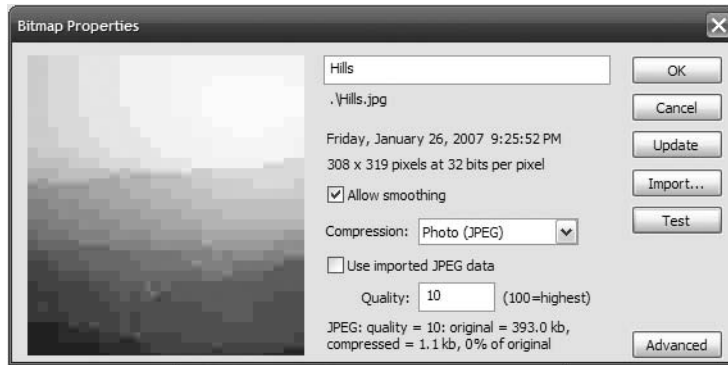 Bitmap Properties
Hills
OK
.\Hills.jpg
Cancel
Friday, January 26, 2007 9:25:52 PM
Update
308 x 319 pixels at 32 bits per pixel
Import...
Allow smoothing
Test
Compression: Photo (JPEG)
Use imported JPEG data
Quality: 10 (100=highest)
JPEG: quality = 10: original = 393.0 kb,
compressed = 1.1 kb, 0% of original
Advanced